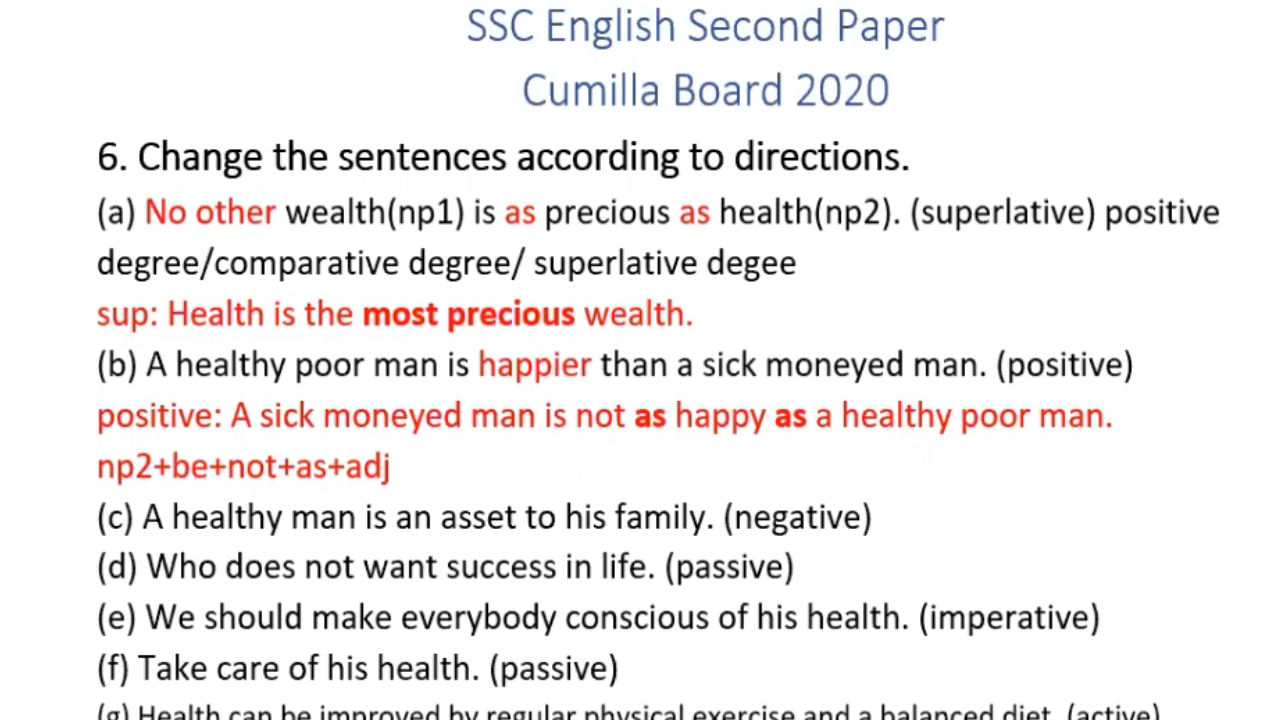 SSC English Second Paper
Cumilla Board 2020
6. Change the sentences according to directions.
(a) No other wealth(np1) is as precious as health(np2). (superlative) positive
degree/comparative degree/ superlative degee
sup: Health is the most precious wealth.
(b) A healthy poor man is happier than a sick moneyed man. (positive)
positive: A sick moneyed man is not as happy as a healthy poor man.
np2+be+not+as+adj
(c) A healthy man is an asset to his family. (negative)
(d) Who does not want success in life. (passive)
(e) We should make everybody conscious of his health. (imperative)
(f) Take care of his health. (passive)
(g) Health can be improved by regular physical exercise and a balanced diet. (active)